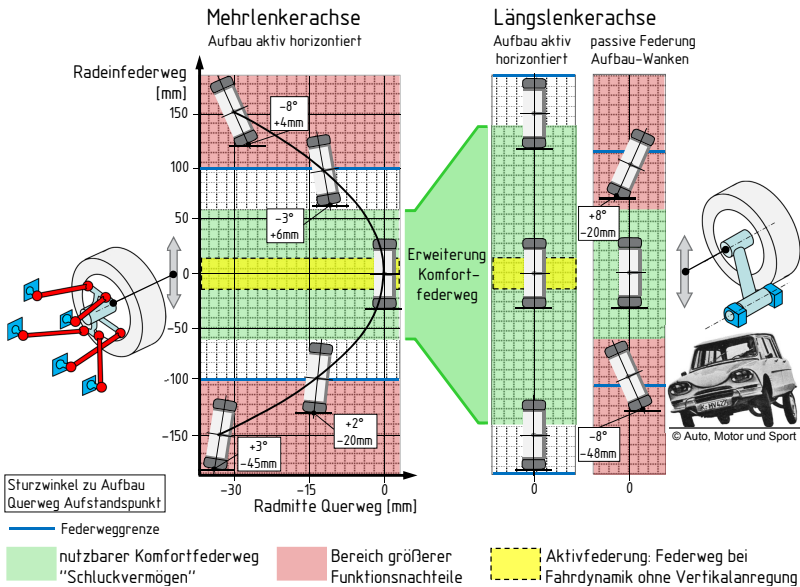 Mehrlenkerachse
Aufbau aktiv horizontiert
Längslenkerachse
Aufbau aktiv
horizontiert
passive Federung
Aufbau-Wanken
Radeinfederweg
[mm]
150
100
50
0
-50
-100
-150
-8°
+4mm
-3°
+6mm
+2°
-20mm
+3°
-45mm
Erweiterung
Komfort-
federweg
+8°
-20mm
-8°
-48mm
© Auto, Motor und Sport
-30
-15
0
0
0
Radmitte Querweg [mm]
Sturzwinkel zu Aufbau
Querweg Aufstandspunkt
Federweggrenze
nutzbarer Komfortfederweg
"Schluckvermögen"
Bereich größerer
Funktionsnachteile
Aktivfederung: Federweg bei
Fahrdynamik ohne Vertikalanregung